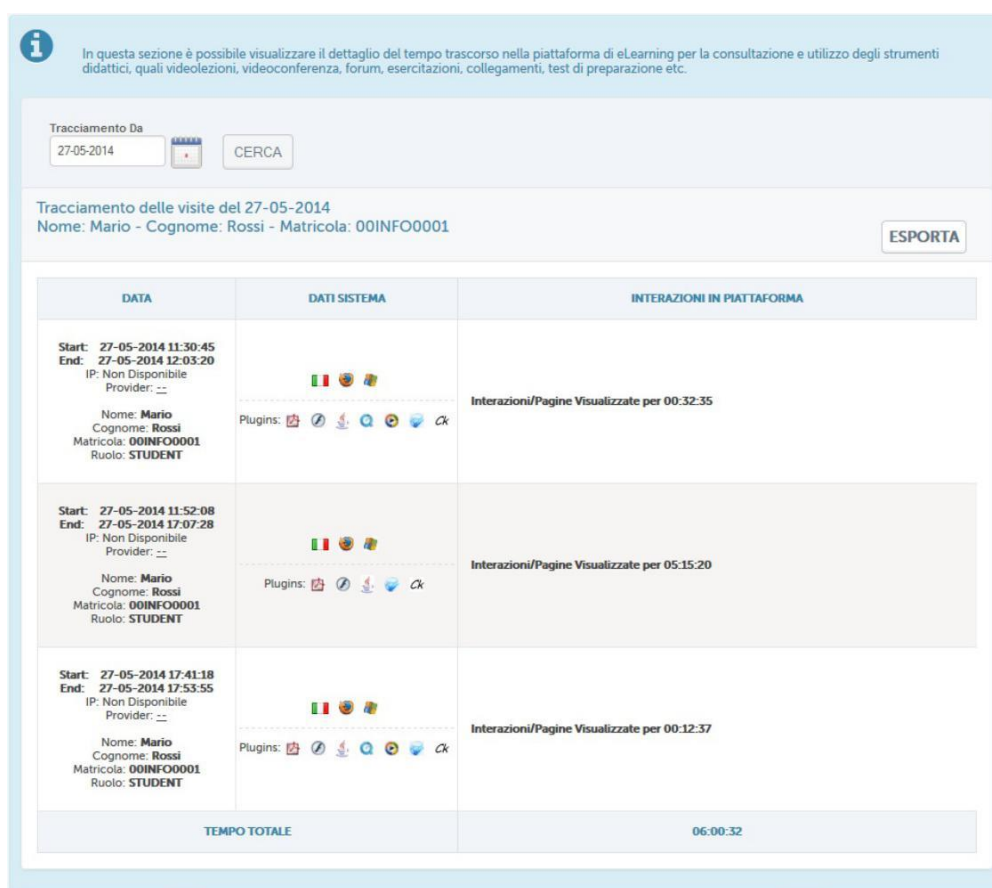 In questa sezione è possibile visualizzare il dettaglio del tempo trascorso nella piattaforma di eLearning per la consultazione e utilizzo degli strumenti
didattici, quali videolezioni, videoconferenza, forum, esercitazioni, collegamenti, test di preparazione etc.
Tracciamento Da
27-05-2014
CERCA
Tracciamento delle visite del 27-05-2014
Nome: Mario - Cognome: Rossi - Matricola: 00INFO0001
ESPORTA
DATA DATI SISTEMA INTERAZIONI IN PIATTAFORMA
Start: 27-05-2014 11:30:45
End: 27-05-2014 12:03:20
IP: Non Disponibile
Provider: --
Nome: Mario
Cognome: Rossi
Matricola: 00INFO0001
Ruolo: STUDENT
Plugins: Ck
Interazioni/Pagine Visualizzate per 00:32:35
Start: 27-05-2014 11:52:08
End: 27-05-2014 17:07:28
IP: Non Disponibile
Provider: --
Nome: Mario
Cognome: Rossi
Matricola: 00INFO0001
Ruolo: STUDENT
Plugins: Ck
Interazioni/Pagine Visualizzate per 05:15:20
Start: 27-05-2014 17:41:18
End: 27-05-2014 17:53:55
IP: Non Disponibile
Provider: --
Nome: Mario
Cognome: Rossi
Matricola: 00INFO0001
Ruolo: STUDENT
Plugins: Ck
Interazioni/Pagine Visualizzate per 00:12:37
TEMPO TOTALE 06:00:32